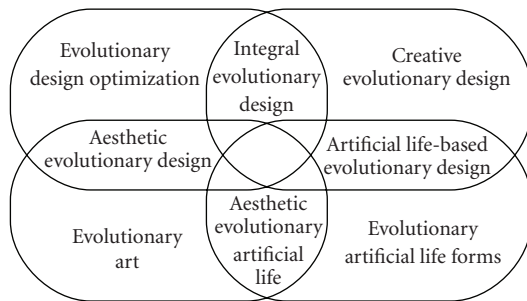 Evolutionary
design optimization
Integral
evolutionary
design
Creative
evolutionary design
Aesthetic
evolutionary design
Artificial life-based
evolutionary design
Evolutionary
art
Aesthetic
evolutionary
artificial
life
Evolutionary
artificial life forms